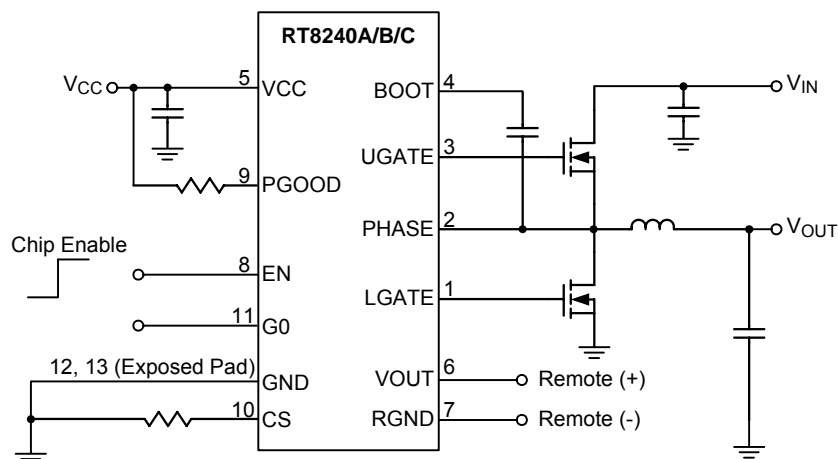 RT8240A/B/C
VCC
5
VCC
BOOT
4
VIN
UGATE
3
9
PGOOD
PHASE
2
VOUT
Chip Enable
8
EN
LGATE
1
11
G0
12, 13 (Exposed Pad)
GND
VOUT
6
Remote (+)
10
CS
RGND
7
Remote (-)